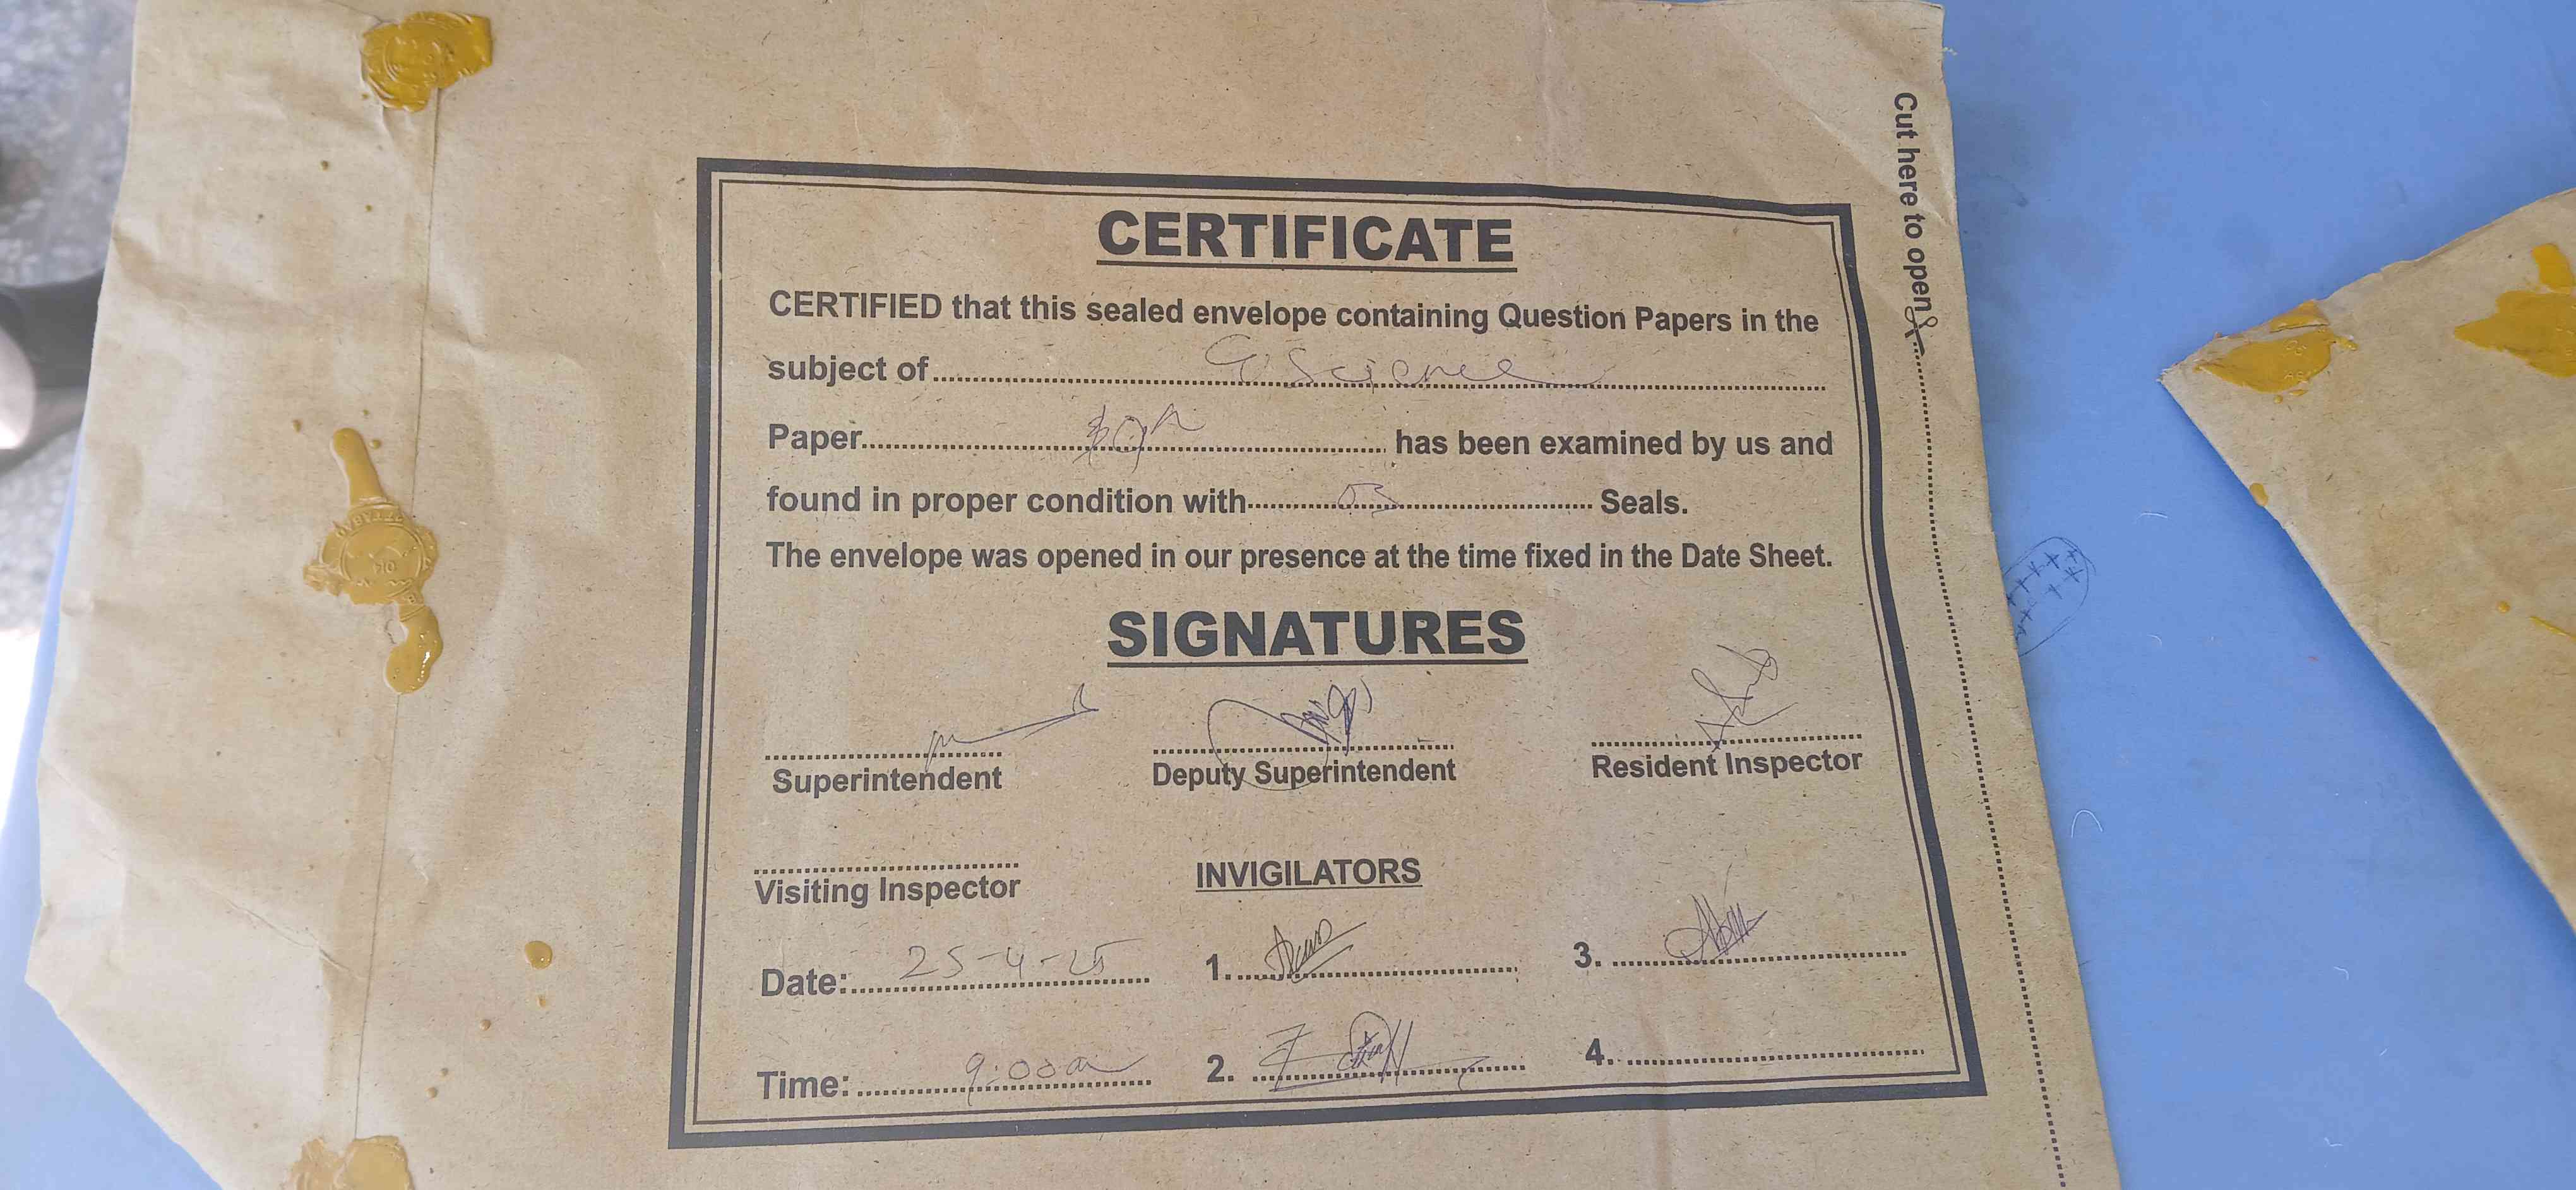 CERTIFICATE
CERTIFIED that this sealed envelope containing Question Papers in the
subject of G Science
Paper has been examined by us and
found in proper condition with 05 Seals.
The envelope was opened in our presence at the time fixed in the Date Sheet.
SIGNATURES
Superintendent Deputy Superintendent Resident Inspector
Visiting Inspector INVIGILATORS
Date: 25-4-25 1. 3.
Time: 9:00 am 2. 4.
Cut here to open